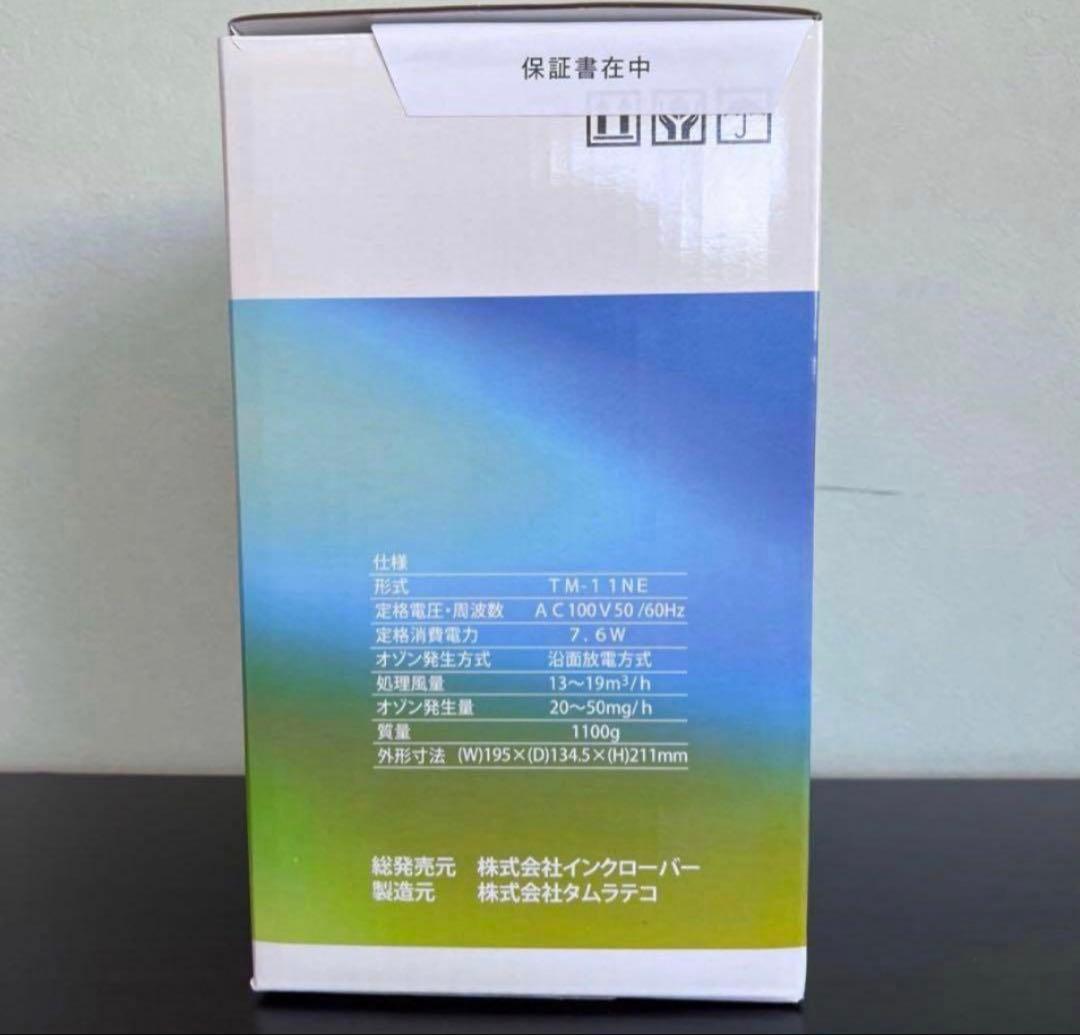 保証書在中
仕様
形式 TM-11NE
定格電圧・周波数 AC100V50/60Hz
定格消費電力 7.6W
オゾン発生方式 沿面放電方式
処理風量 13～19m³/h
オゾン発生量 20～50mg/h
質量 1100g
外形寸法 (W)195×(D)134.5×(H)211mm
総発売元 株式会社インクローバー
製造元 株式会社タムラテコ